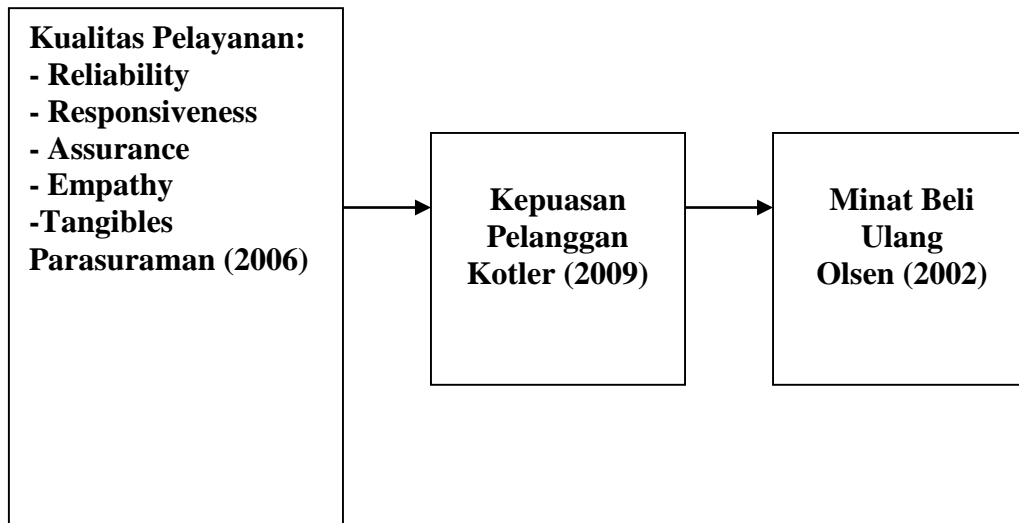 Kualitas Pelayanan:
- Reliability
- Responsiveness
- Assurance
- Empathy
-Tangibles
Parasuraman (2006)
Kepuasan
Pelanggan
Kotler (2009)
Minat Beli
Ulang
Olsen (2002)